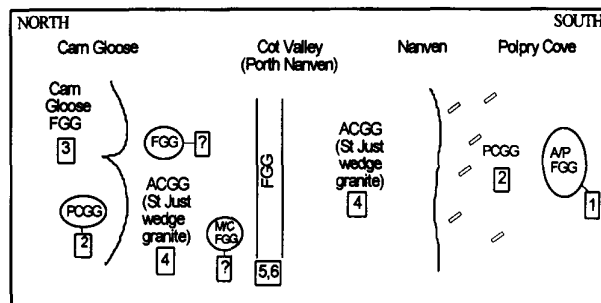 NORTH
SOUTH
Carn Gloose
Cot Valley
(Porth Nanven)
Nanven
Polpry Cove
Carn
Gloose
FGG
3
FGG
?
PCGG
2
ACGG
(St Just
wedge
granite)
4
M/C
FGG
?
FGG
5,6
ACGG
(St Just
wedge
granite)
4
PCGG
2
A/P
FGG
1